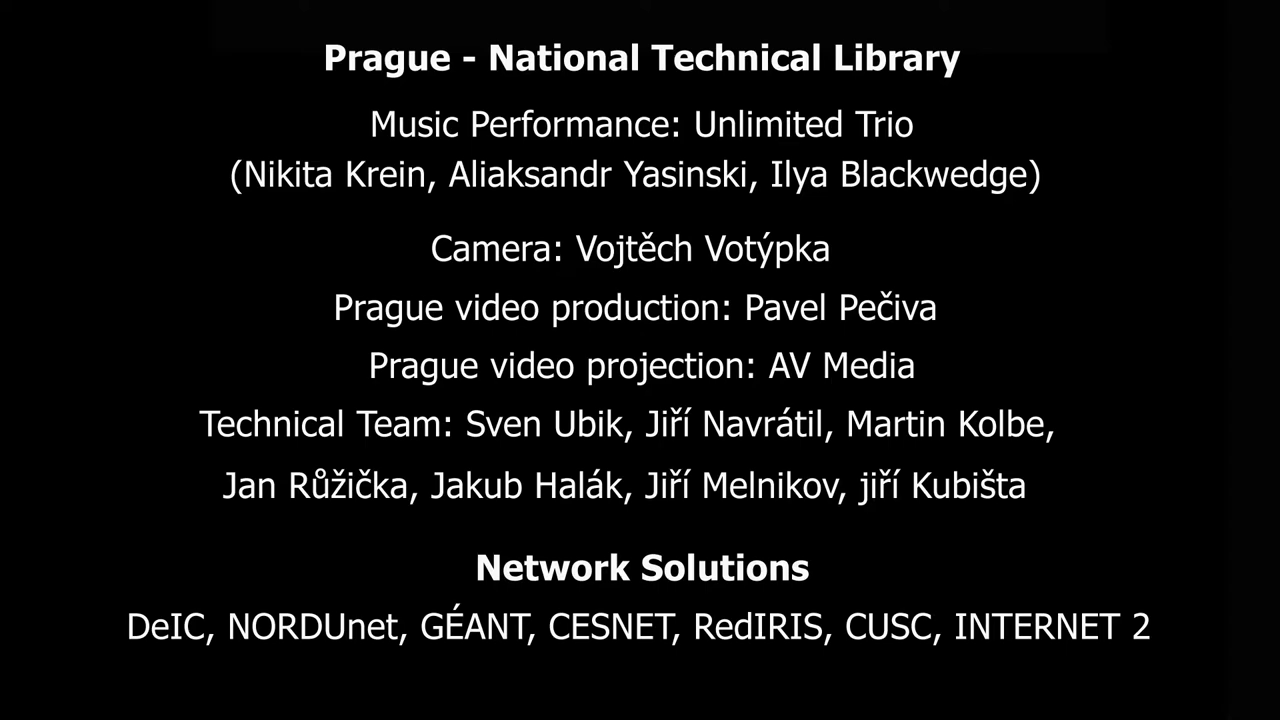 Prague - National Technical Library
Music Performance: Unlimited Trio
(Nikita Krein, Aliaksandr Yasinski, Ilya Blackwedge)
Camera: Vojtěch Votýpka
Prague video production: Pavel Pečiva
Prague video projection: AV Media
Technical Team: Sven Ubik, Jiří Navrátil, Martin Kolbe,
Jan Růžička, Jakub Halák, Jiří Melnikov, jiří Kubišta
Network Solutions
DeIC, NORDUnet, GÉANT, CESNET, RedIRIS, CUSC, INTERNET 2